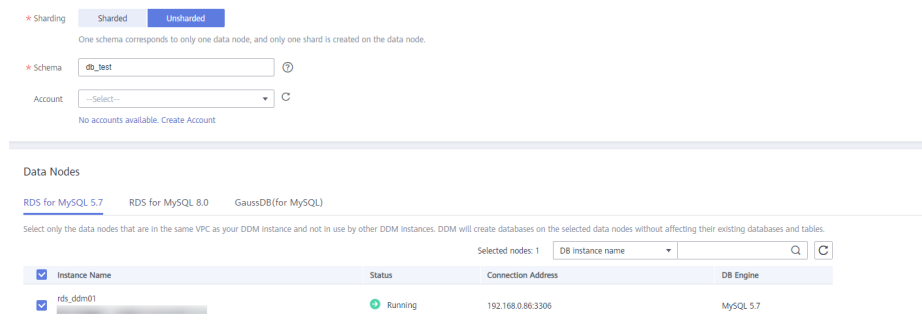 * Sharding Sharded Unsharded
One schema corresponds to only one data node, and only one shard is created on the data node.
* Schema db_test
Account --Select--
No accounts available. Create Account
Data Nodes
RDS for MySQL 5.7 RDS for MySQL 8.0 GaussDB(for MySQL)
Select only the data nodes that are in the same VPC as your DDM instance and not in use by other DDM instances. DDM will create databases on the selected data nodes without affecting their existing databases and tables.
Selected nodes: 1 DB instance name
Instance Name Status Connection Address DB Engine
rds_ddm01
Running 192.168.0.86:3306 MySQL 5.7